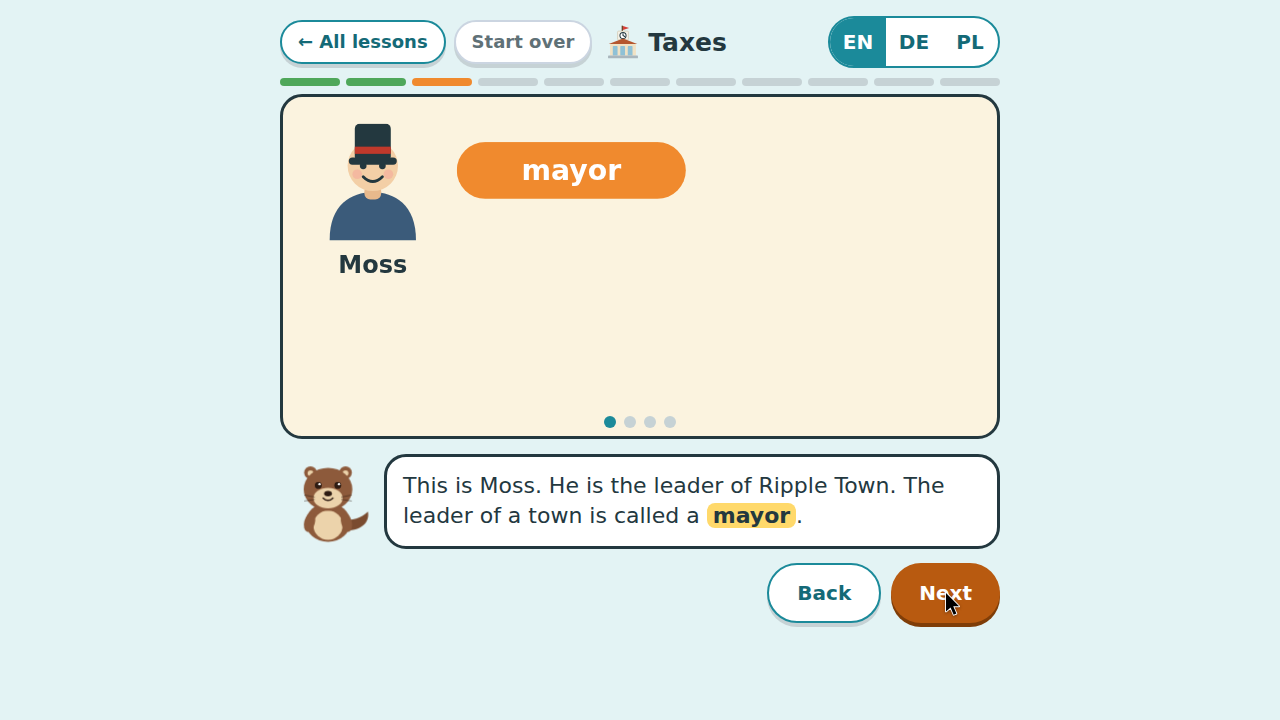 ← All lessons
Start over
Taxes
EN DE PL
mayor
Moss
This is Moss. He is the leader of Ripple Town. The
leader of a town is called a mayor.
Back
Next